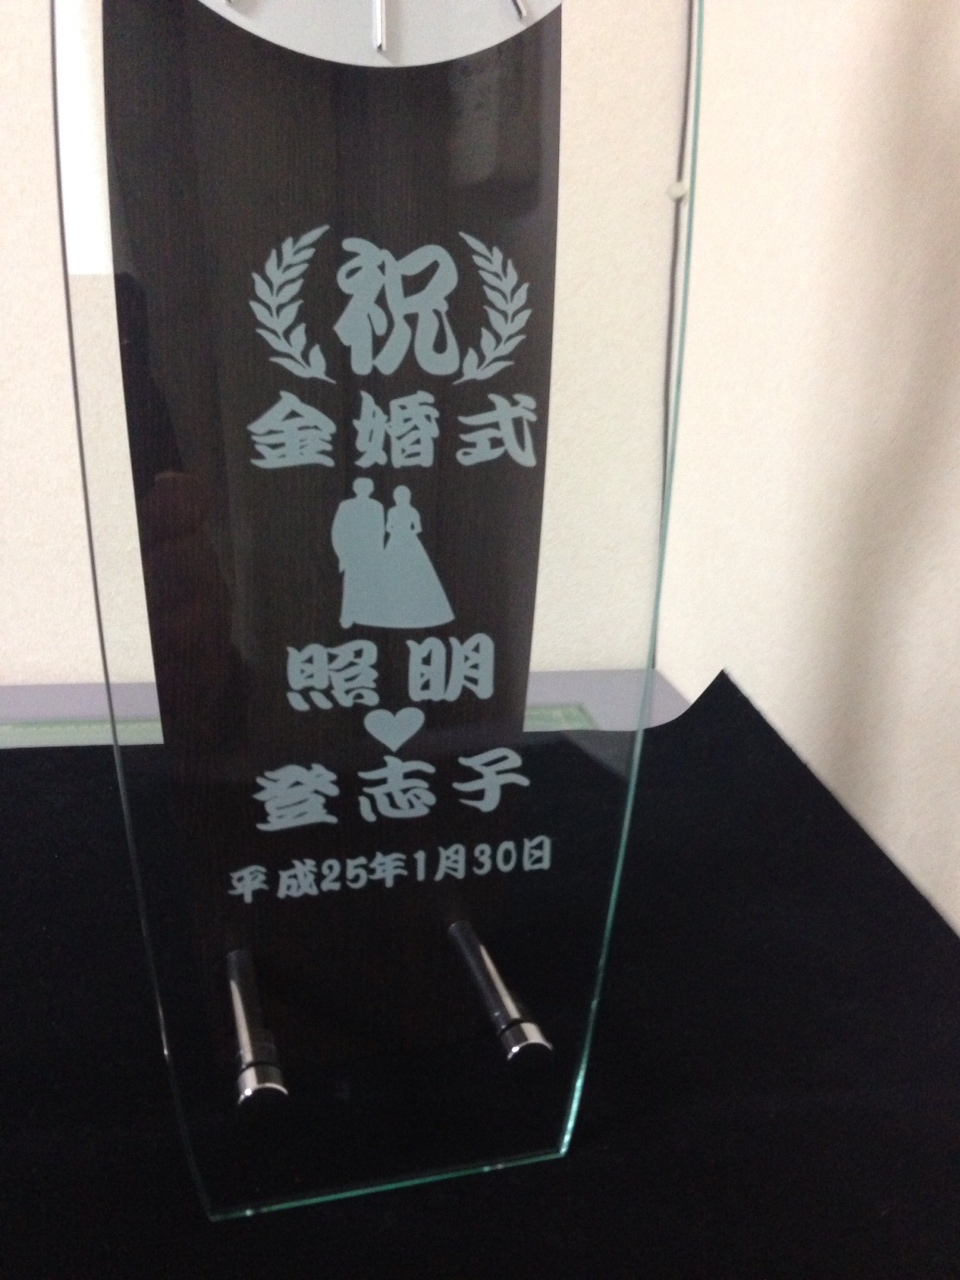 祝
金婚式
照明
登志子
平成25年1月30日